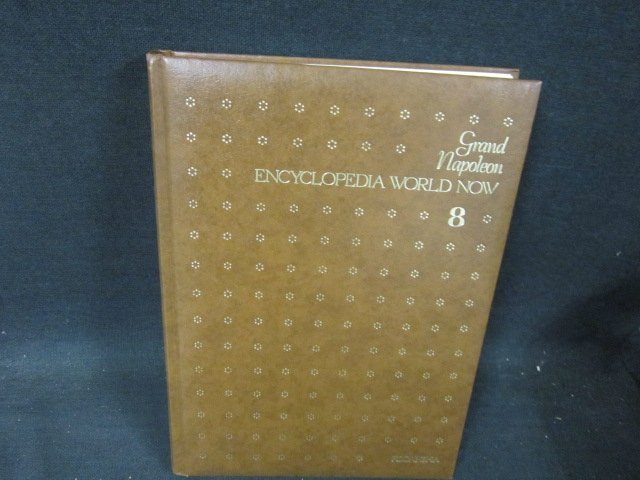 Grand
Napoleon
ENCYCLOPEDIA WORLD NOW
8